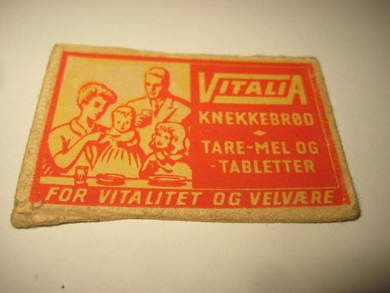 VITALIA
KNEKKEBRØD
TARE-MEL OG
-TABLETTER
FOR VITALITET OG VELVÆRE